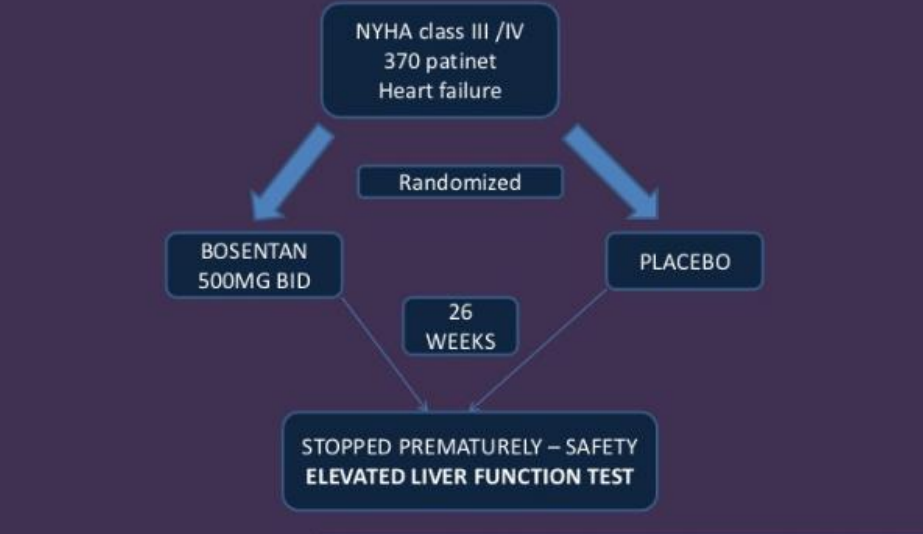 NYHA class III /IV
370 patinet
Heart failure
Randomized
BOSENTAN
500MG BID
PLACEBO
26
WEEKS
STOPPED PREMATURELY – SAFETY
ELEVATED LIVER FUNCTION TEST